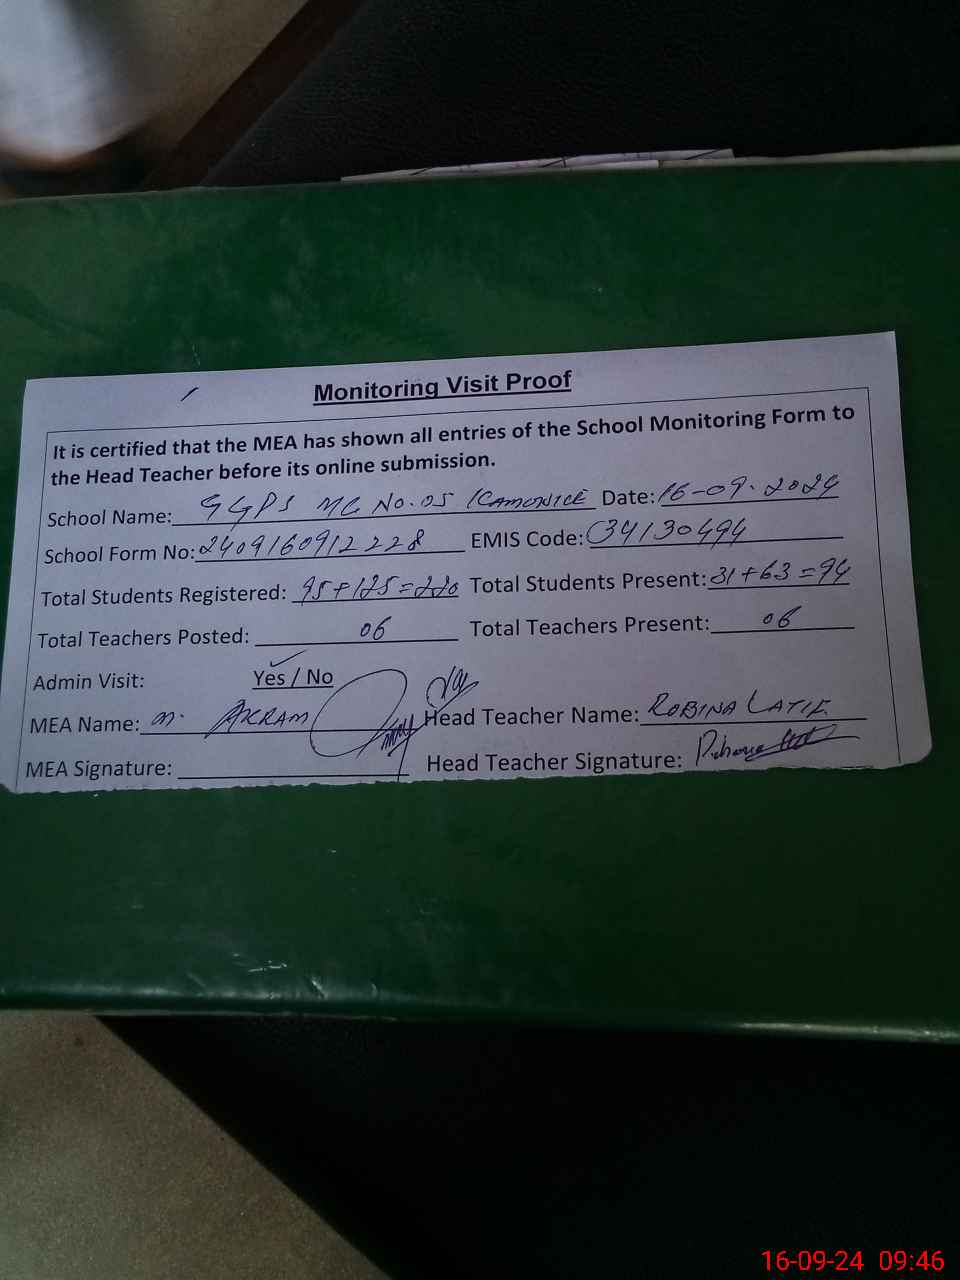 Monitoring Visit Proof
It is certified that the MEA has shown all entries of the School Monitoring Form to
the Head Teacher before its online submission.
School Name: GGPS MC No. 05 KAMONKE Date: 16-09-2024
School Form No: 2409160912228 EMIS Code: 34130494
Total Students Registered: 95+125=220 Total Students Present: 31+63=94
Total Teachers Posted: 06 Total Teachers Present: 06
Admin Visit: Yes / No
MEA Name: M. AKRAM Head Teacher Name: ROBINA LATIF
MEA Signature: Head Teacher Signature:
16-09-24 09:46